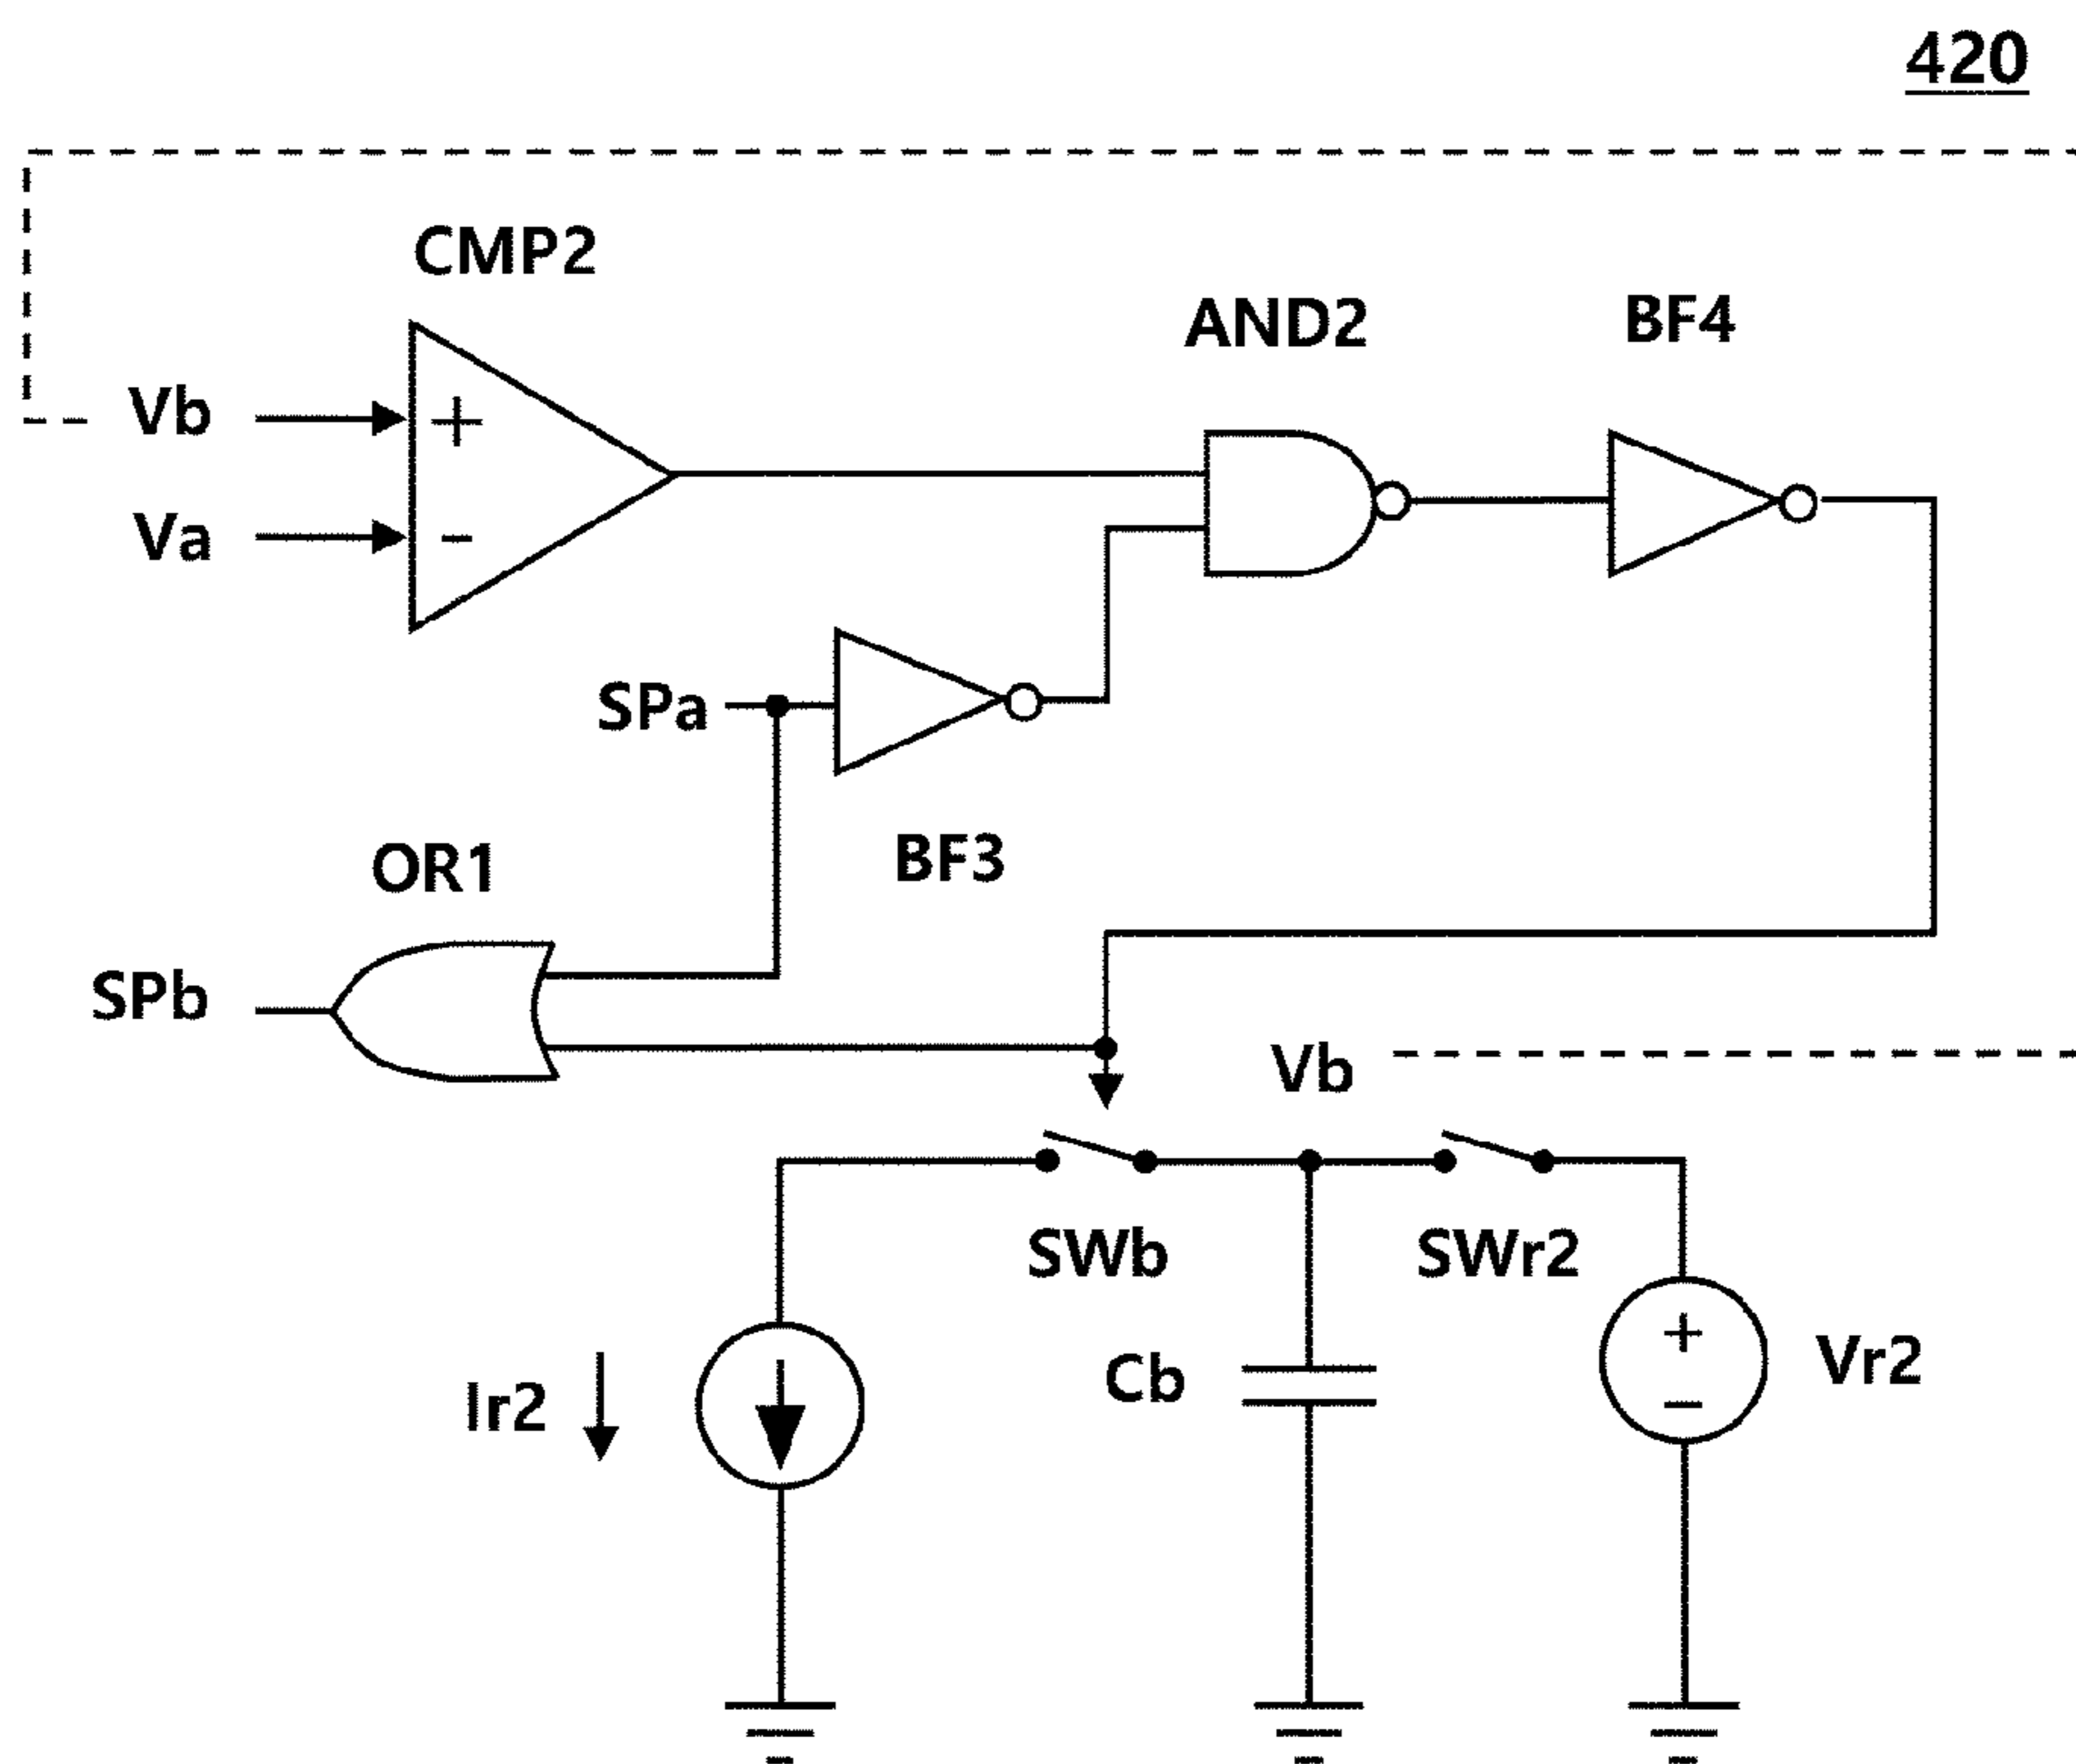 420
CMP2
AND2
BF4
Vb
+
Va
-
SPa
BF3
OR1
SPb
Vb
SWb
SWr2
Ir2
Cb
+
-
Vr2